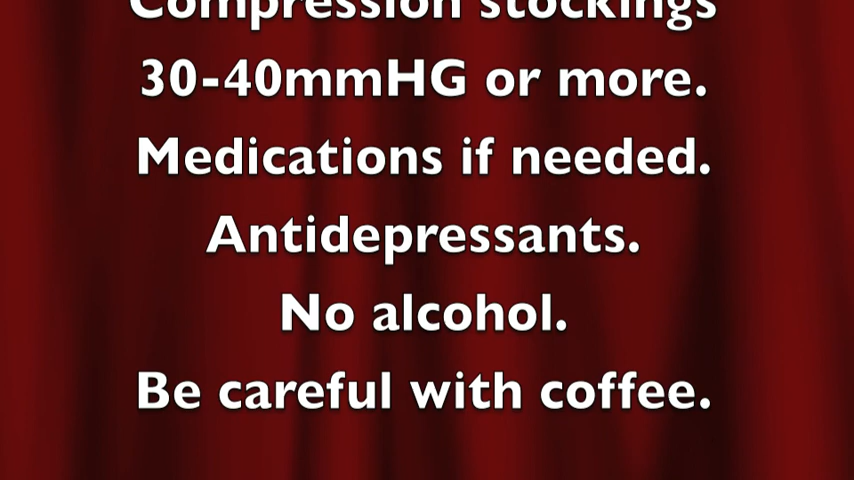 Compression stockings
30-40mmHG or more.
Medications if needed.
Antidepressants.
No alcohol.
Be careful with coffee.